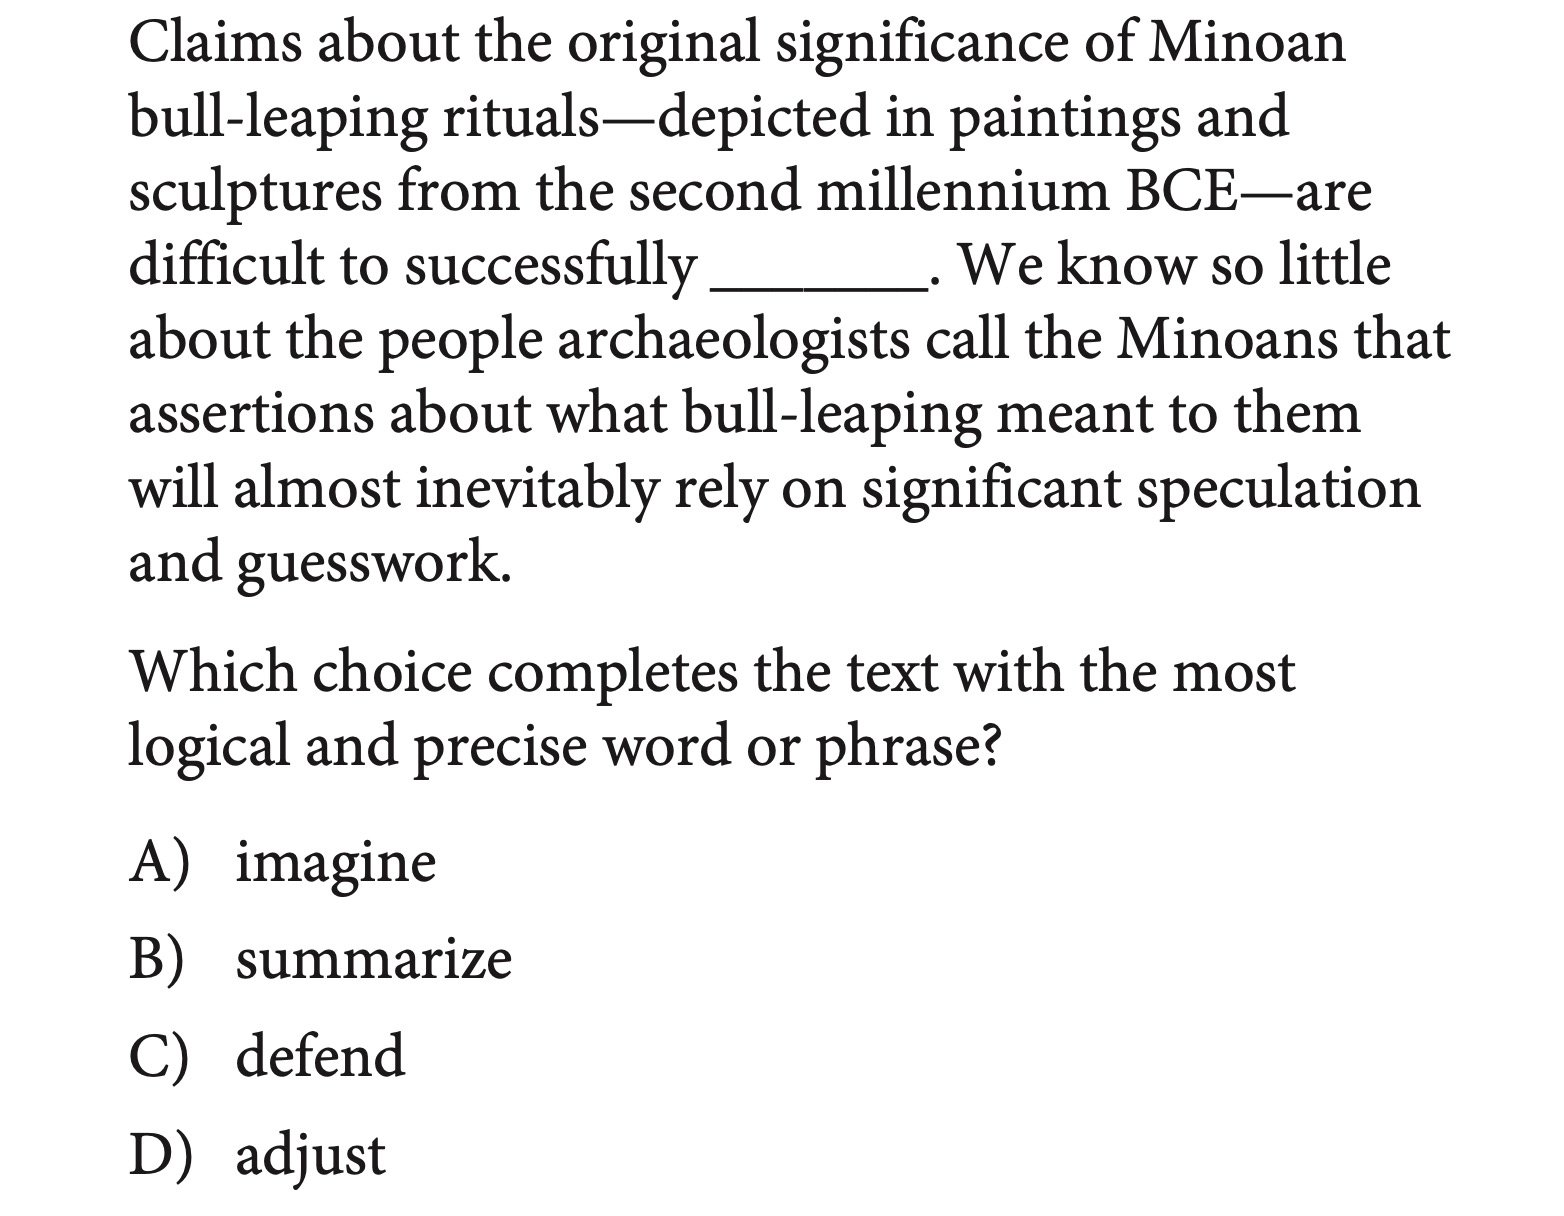 Claims about the original significance of Minoan
bull-leaping rituals—depicted in paintings and
sculptures from the second millennium BCE—are
difficult to successfully ________. We know so little
about the people archaeologists call the Minoans that
assertions about what bull-leaping meant to them
will almost inevitably rely on significant speculation
and guesswork.
Which choice completes the text with the most
logical and precise word or phrase?
A) imagine
B) summarize
C) defend
D) adjust